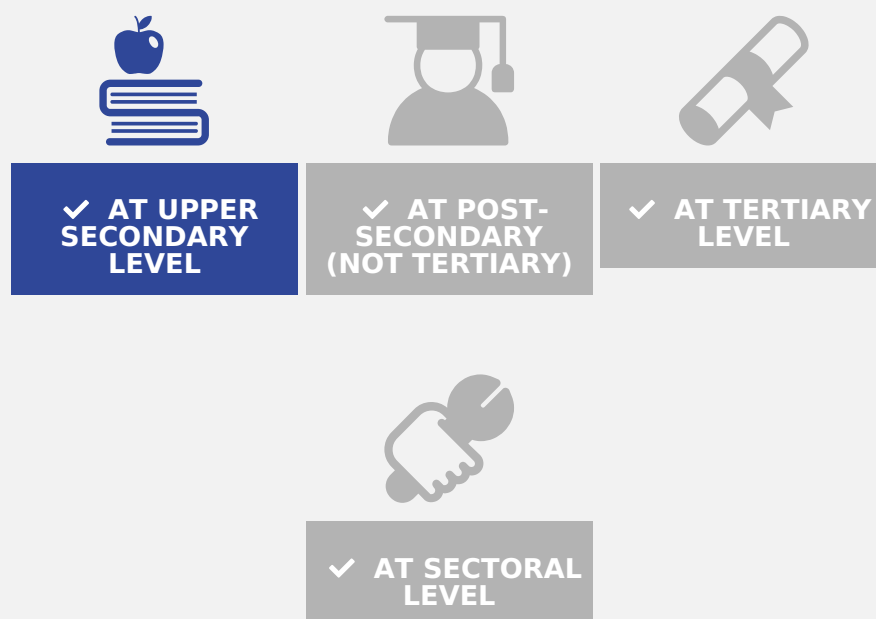 ✓ AT UPPER
SECONDARY
LEVEL
✓ AT POST-
SECONDARY
(NOT TERTIARY)
✓ AT TERTIARY
LEVEL
✓ AT SECTORAL
LEVEL